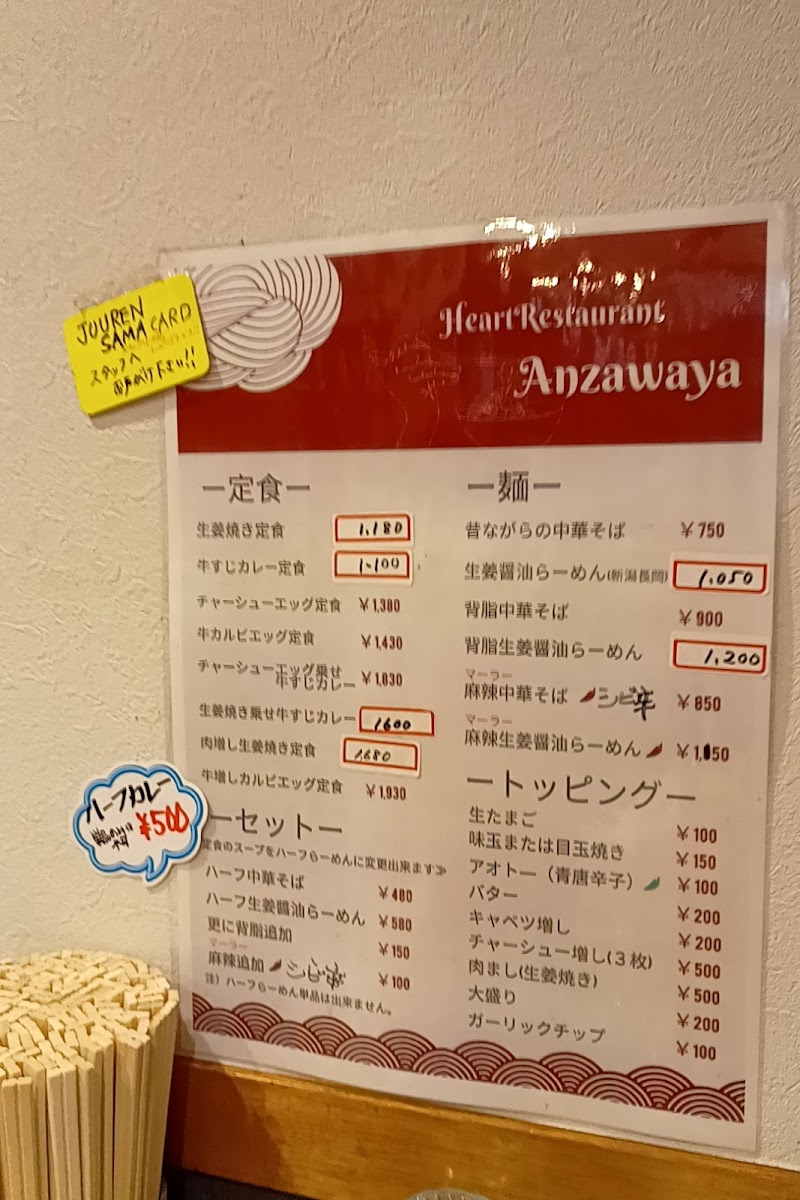 JOUREN
SAMA CARD
スタッフへ
お声がけ下さい!!
HeartRestaurant
Anzawaya
ー定食ー
生姜焼き定食 1,180
牛すじカレー定食 1,100
チャーシューエッグ定食 ¥1,380
牛カルビエッグ定食 ¥1,430
チャーシューエッグ乗せ
牛すじカレー ¥1,830
生姜焼き乗せ牛すじカレー 1600
肉増し生姜焼き定食 1,680
牛増しカルビエッグ定食 ¥1,930
ーセットー
定食のスープをハーフらーめんに変更出来ます≫
ハーフ中華そば ¥480
ハーフ生姜醤油らーめん ¥580
更に背脂追加 ¥150
マーラー
麻辣追加 シビ辛 ¥100
注）ハーフらーめん単品は出来ません。
ー麺ー
昔ながらの中華そば ¥750
生姜醤油らーめん(新潟長岡) 1,050
背脂中華そば ¥900
背脂生姜醤油らーめん 1,200
マーラー
麻辣中華そば シビ辛 ¥850
マーラー
麻辣生姜醤油らーめん ¥1,150
ートッピングー
生たまご ¥100
味玉または目玉焼き ¥150
アオトー（青唐辛子） ¥100
バター ¥200
キャベツ増し ¥200
チャーシュー増し(３枚) ¥500
肉まし(生姜焼き) ¥500
大盛り ¥200
ガーリックチップ ¥100
ハーフカレー
¥500